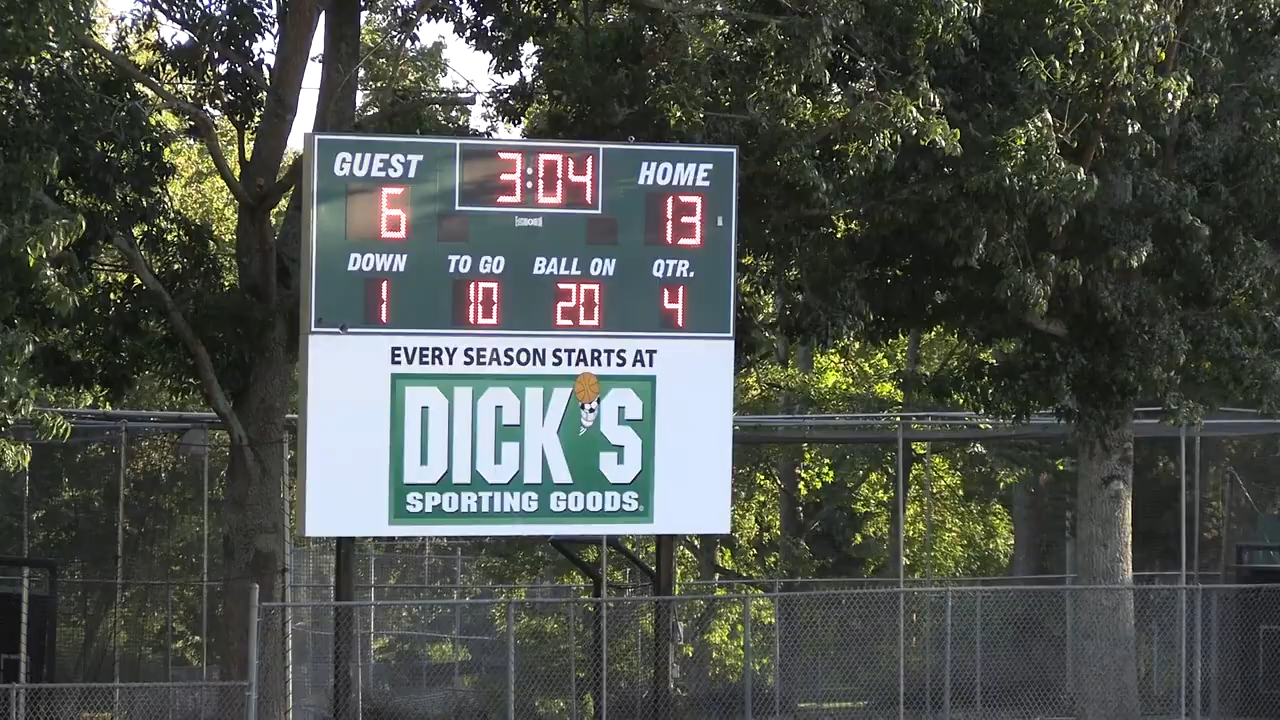 GUEST 3:04 HOME
6 13
DOWN TO GO BALL ON QTR.
1 10 20 4
EVERY SEASON STARTS AT
DICK'S
SPORTING GOODS